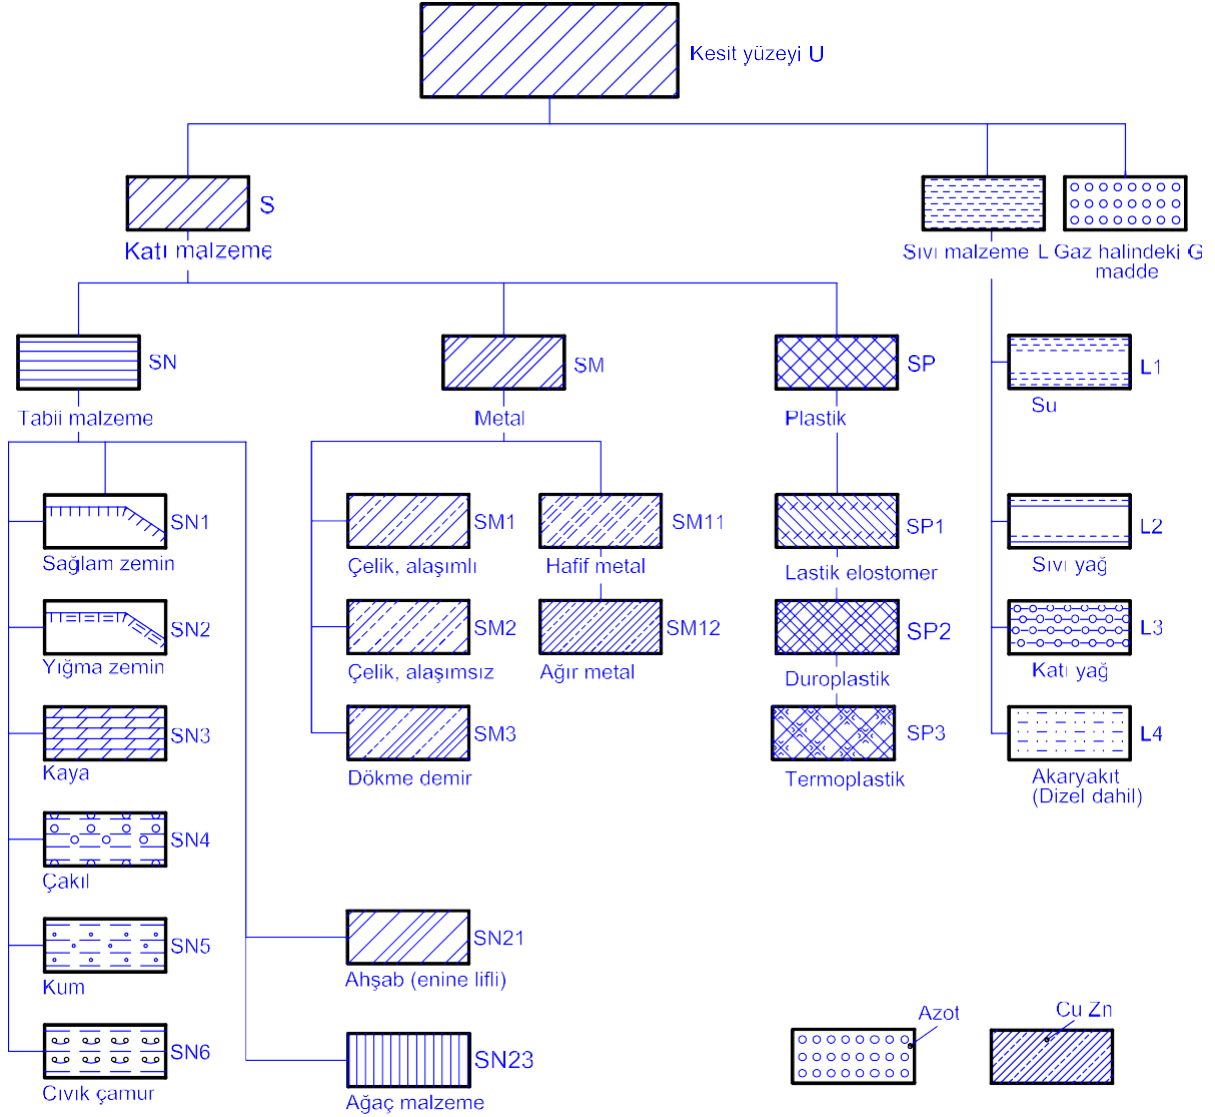 Kesit yüzeyi U
S
Katı malzeme
Sıvı malzeme L
Gaz halindeki G
madde
SN
Tabii malzeme
SM
Metal
SP
Plastik
L1
Su
SN1
Sağlam zemin
SM1
Çelik, alaşımlı
SM11
Hafif metal
SP1
Lastik elostomer
L2
Sıvı yağ
SN2
Yığma zemin
SM2
Çelik, alaşımsız
SM12
Ağır metal
SP2
Duroplastik
L3
Katı yağ
SN3
Kaya
SM3
Dökme demir
SP3
Termoplastik
L4
Akaryakıt
(Dizel dahil)
SN4
Çakıl
SN5
Kum
SN21
Ahşab (enine lifli)
SN6
Cıvık çamur
SN23
Ağaç malzeme
Azot
Cu Zn